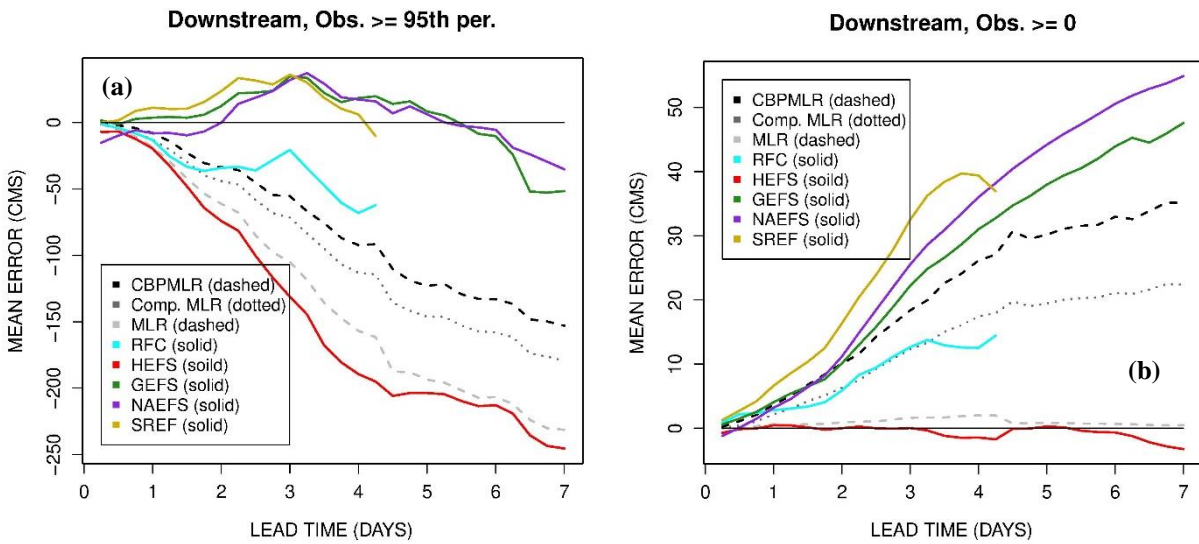 Downstream, Obs. >= 95th per.
(a)
MEAN ERROR (CMS)
0
−50
−100
−150
−200
−250
CBPMLR (dashed)
Comp. MLR (dotted)
MLR (dashed)
RFC (solid)
HEFS (soild)
GEFS (solid)
NAEFS (solid)
SREF (solid)
0 1 2 3 4 5 6 7
LEAD TIME (DAYS)
Downstream, Obs. >= 0
MEAN ERROR (CMS)
50
40
30
20
10
0
CBPMLR (dashed)
Comp. MLR (dotted)
MLR (dashed)
RFC (solid)
HEFS (soild)
GEFS (solid)
NAEFS (solid)
SREF (solid)
(b)
0 1 2 3 4 5 6 7
LEAD TIME (DAYS)